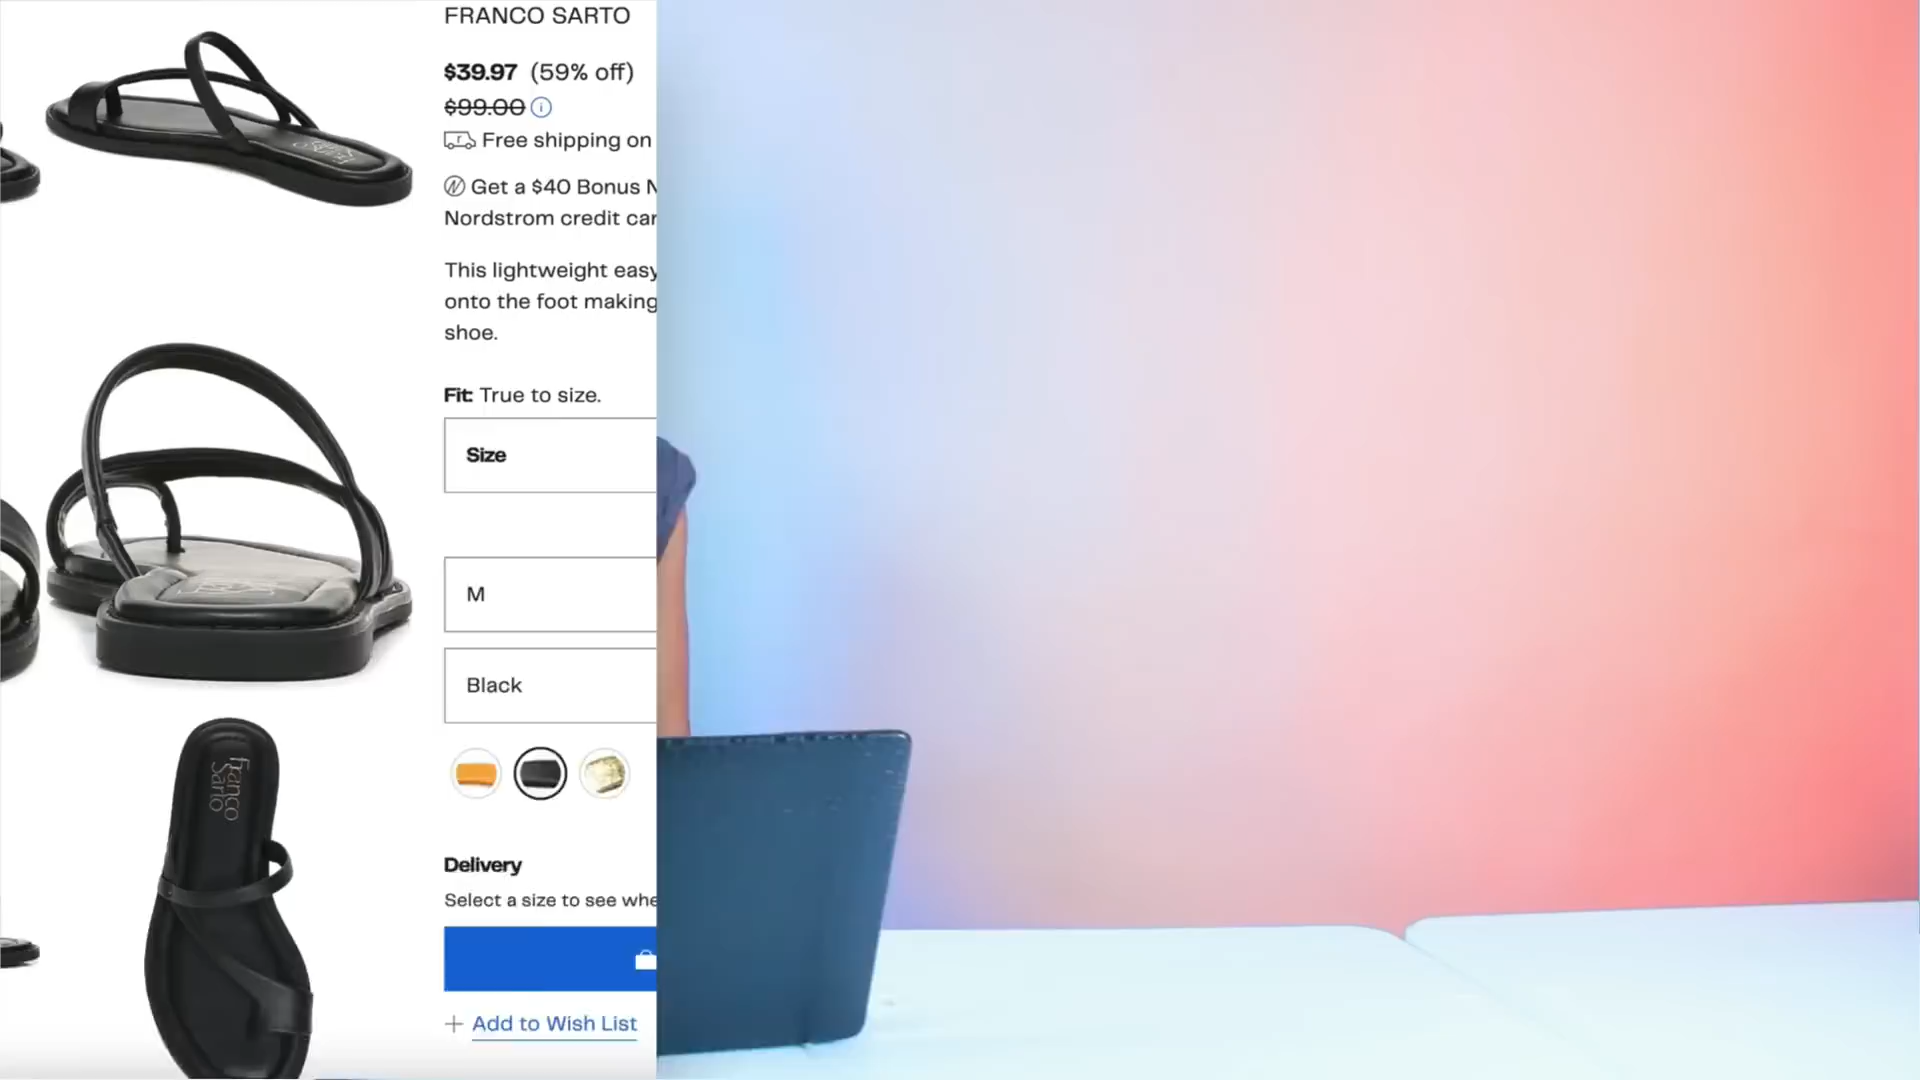 FRANCO SARTO
$39.97 (59% off)
$99.00
Free shipping on
Get a $40 Bonus N
Nordstrom credit car
This lightweight easy
onto the foot making
shoe.
Fit: True to size.
Size
M
Black
Franco
Sarto
Delivery
Select a size to see whe
+ Add to Wish List